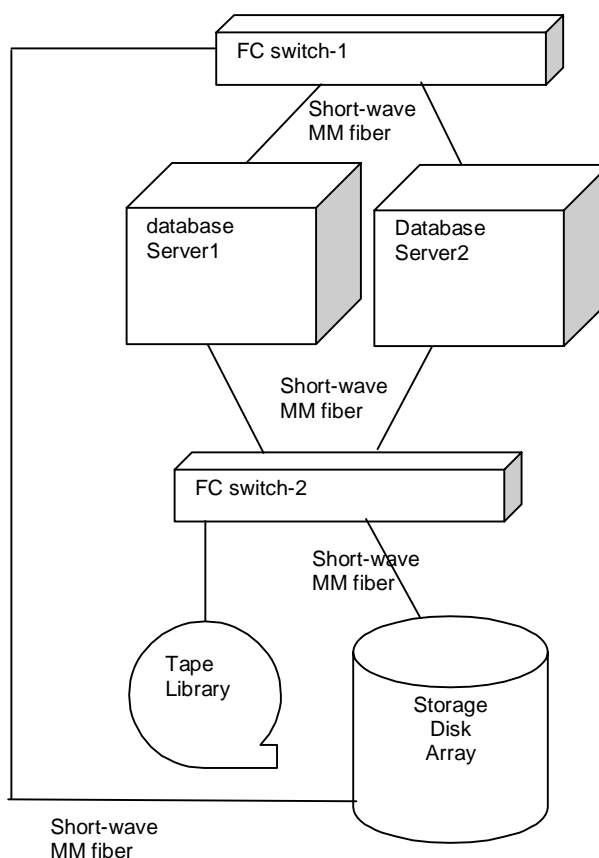 FC switch-1
Short-wave
MM fiber
database
Server1
Database
Server2
Short-wave
MM fiber
FC switch-2
Short-wave
MM fiber
Tape
Library
Storage
Disk
Array
Short-wave
MM fiber